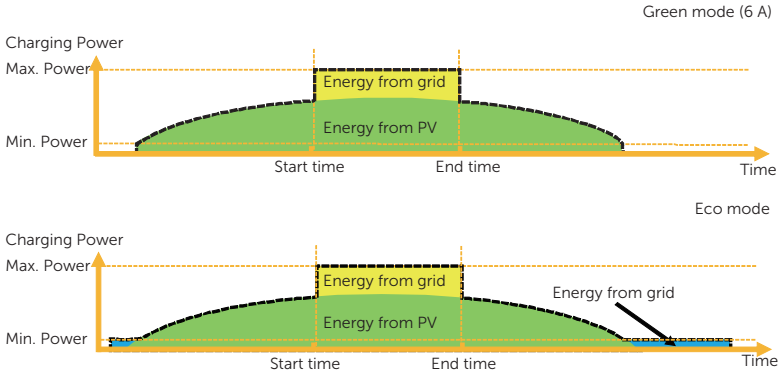 Green mode (6 A)
Charging Power
Max. Power
Energy from grid
Energy from PV
Min. Power
Start time
End time
Time
Eco mode
Charging Power
Max. Power
Energy from grid
Energy from grid
Energy from PV
Min. Power
Start time
End time
Time